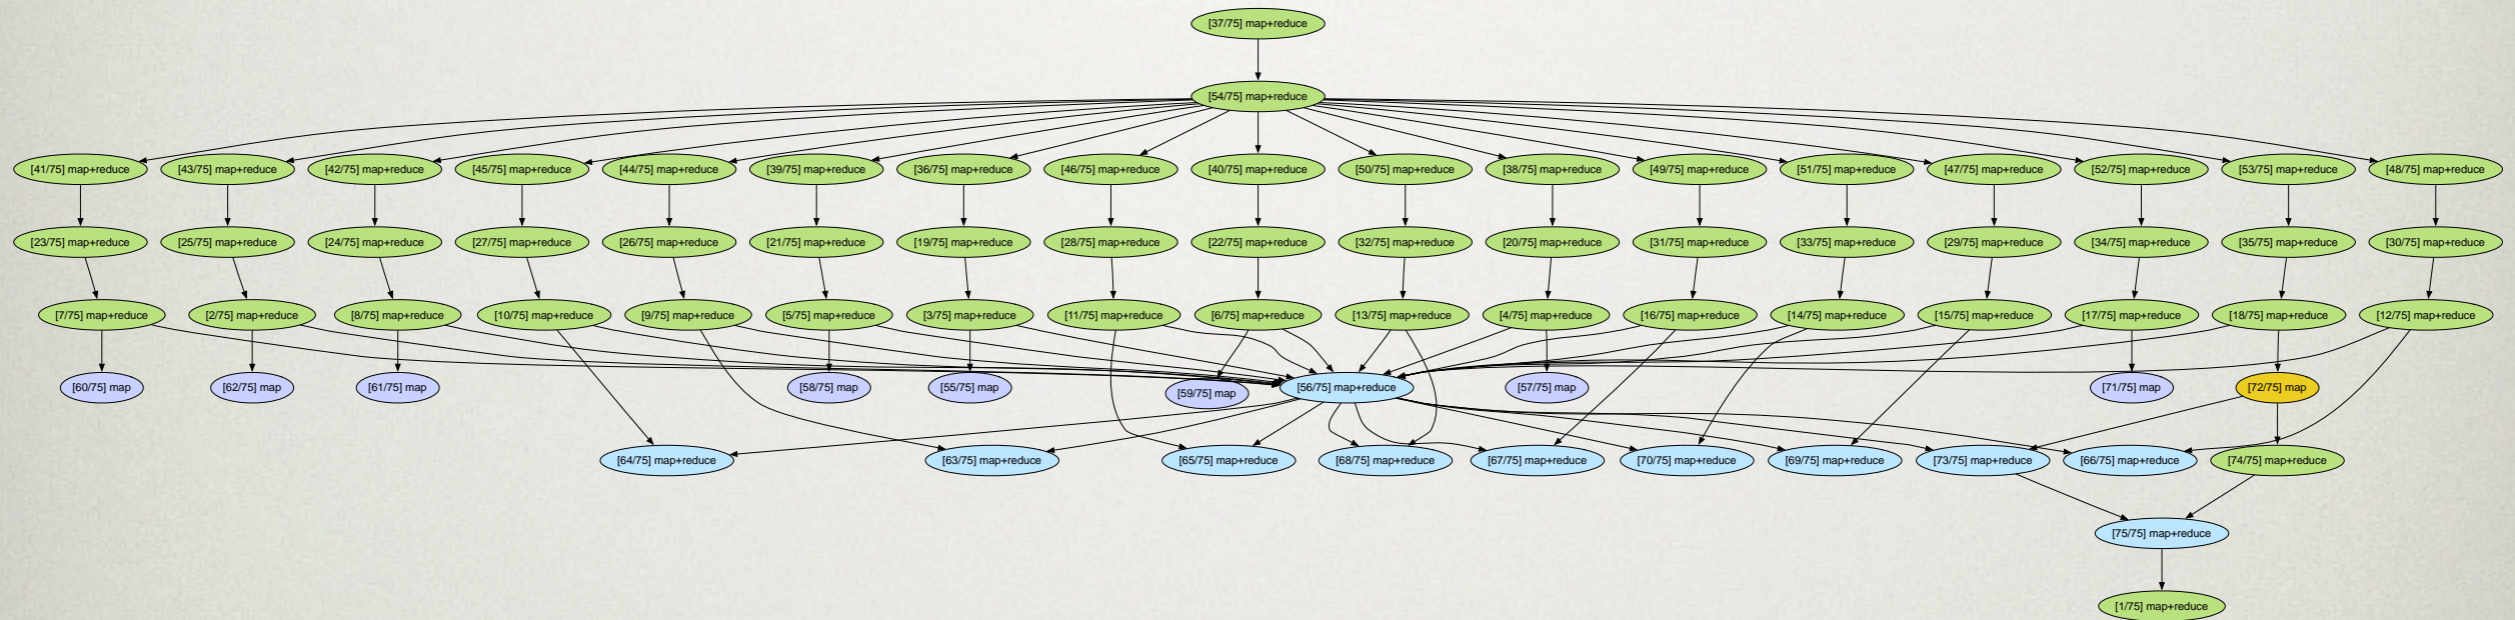 [37/75] map+reduce
[54/75] map+reduce
[41/75] map+reduce
[43/75] map+reduce
[42/75] map+reduce
[45/75] map+reduce
[44/75] map+reduce
[39/75] map+reduce
[36/75] map+reduce
[46/75] map+reduce
[40/75] map+reduce
[50/75] map+reduce
[38/75] map+reduce
[49/75] map+reduce
[51/75] map+reduce
[47/75] map+reduce
[52/75] map+reduce
[53/75] map+reduce
[48/75] map+reduce
[23/75] map+reduce
[25/75] map+reduce
[24/75] map+reduce
[27/75] map+reduce
[26/75] map+reduce
[21/75] map+reduce
[19/75] map+reduce
[28/75] map+reduce
[22/75] map+reduce
[32/75] map+reduce
[20/75] map+reduce
[31/75] map+reduce
[33/75] map+reduce
[29/75] map+reduce
[34/75] map+reduce
[35/75] map+reduce
[30/75] map+reduce
[7/75] map+reduce
[2/75] map+reduce
[8/75] map+reduce
[10/75] map+reduce
[9/75] map+reduce
[5/75] map+reduce
[3/75] map+reduce
[11/75] map+reduce
[6/75] map+reduce
[13/75] map+reduce
[4/75] map+reduce
[16/75] map+reduce
[14/75] map+reduce
[15/75] map+reduce
[17/75] map+reduce
[18/75] map+reduce
[12/75] map+reduce
[60/75] map
[62/75] map
[61/75] map
[58/75] map
[55/75] map
[59/75] map
[56/75] map+reduce
[57/75] map
[71/75] map
[72/75] map
[64/75] map+reduce
[63/75] map+reduce
[65/75] map+reduce
[68/75] map+reduce
[67/75] map+reduce
[70/75] map+reduce
[69/75] map+reduce
[73/75] map+reduce
[66/75] map+reduce
[74/75] map+reduce
[75/75] map+reduce
[1/75] map+reduce